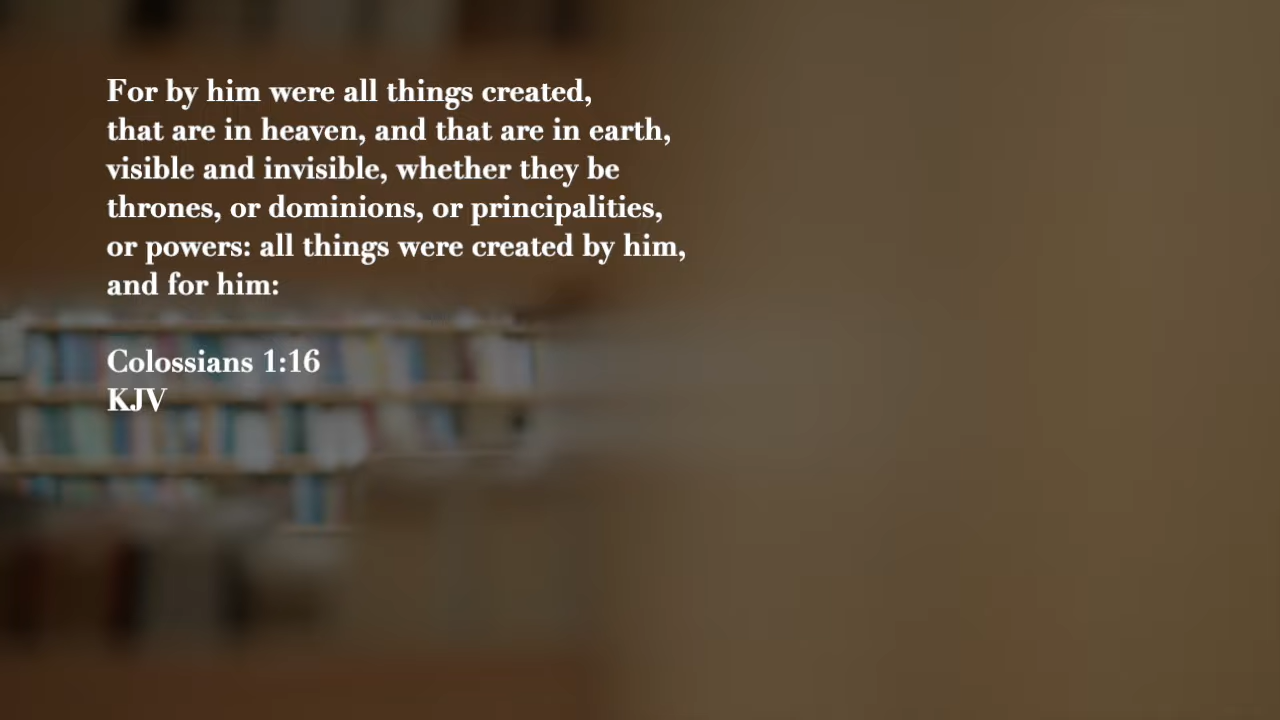 For by him were all things created,
that are in heaven, and that are in earth,
visible and invisible, whether they be
thrones, or dominions, or principalities,
or powers: all things were created by him,
and for him:
Colossians 1:16
KJV